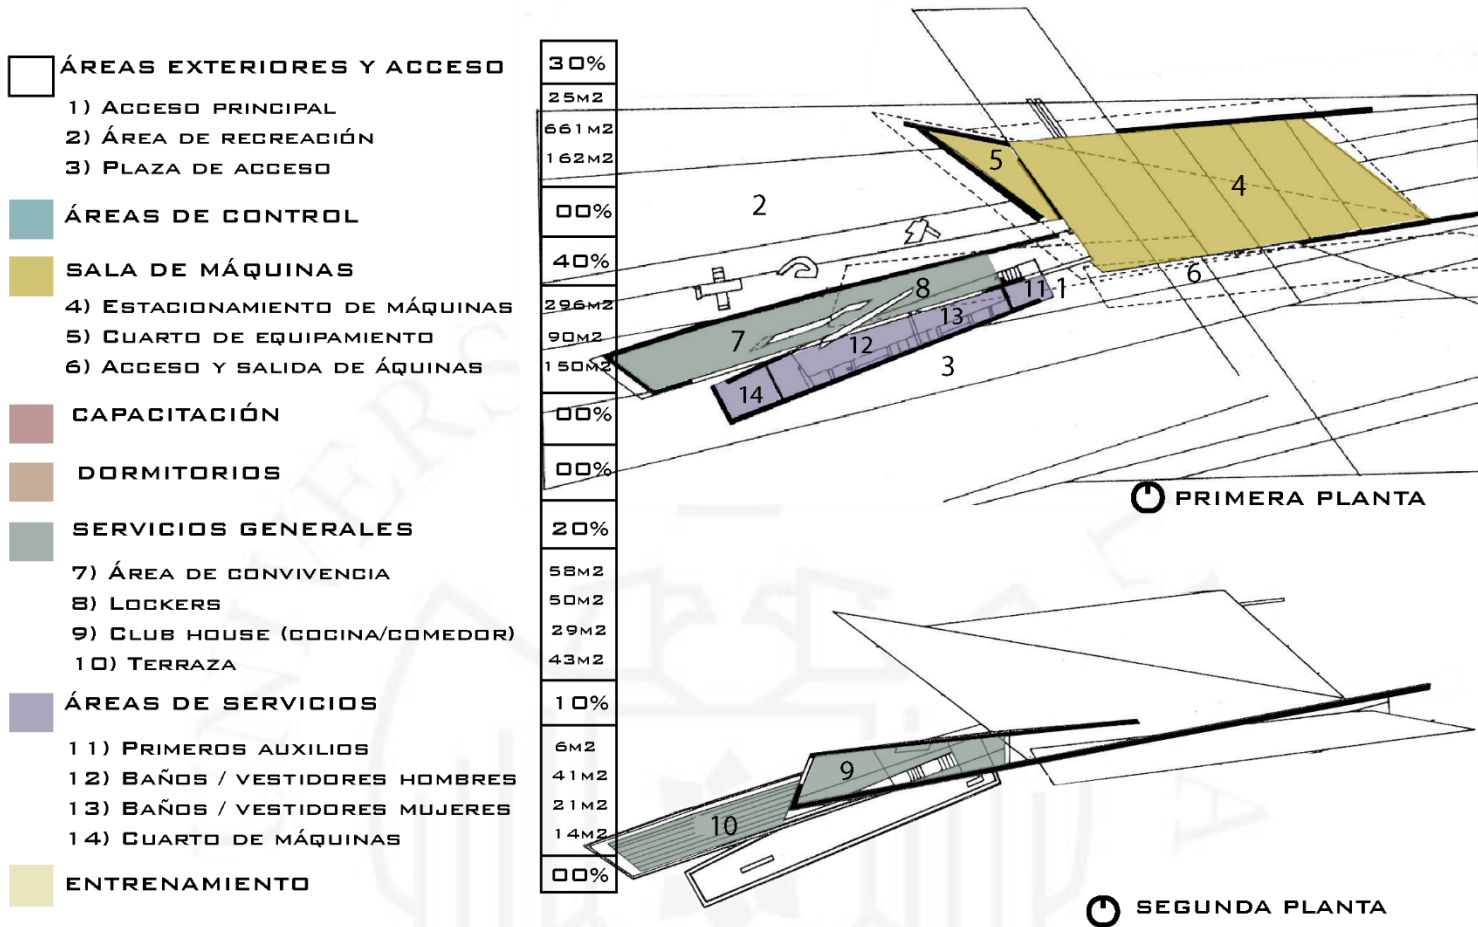 ÁREAS EXTERIORES Y ACCESO 30%
1) ACCESO PRINCIPAL 25M2
2) ÁREA DE RECREACIÓN 661M2
3) PLAZA DE ACCESO 162M2
ÁREAS DE CONTROL 00%
SALA DE MÁQUINAS 40%
4) ESTACIONAMIENTO DE MÁQUINAS 296M2
5) CUARTO DE EQUIPAMIENTO 90M2
6) ACCESO Y SALIDA DE ÁQUINAS 150M2
CAPACITACIÓN 00%
DORMITORIOS 00%
SERVICIOS GENERALES 20%
7) ÁREA DE CONVIVENCIA 58M2
8) LOCKERS 50M2
9) CLUB HOUSE (COCINA/COMEDOR) 29M2
10) TERRAZA 43M2
ÁREAS DE SERVICIOS 10%
11) PRIMEROS AUXILIOS 6M2
12) BAÑOS / VESTIDORES HOMBRES 41M2
13) BAÑOS / VESTIDORES MUJERES 21M2
14) CUARTO DE MÁQUINAS 14M2
ENTRENAMIENTO 00%
5
4
2
6
8
11
1
13
7
12
3
14
PRIMERA PLANTA
9
10
SEGUNDA PLANTA